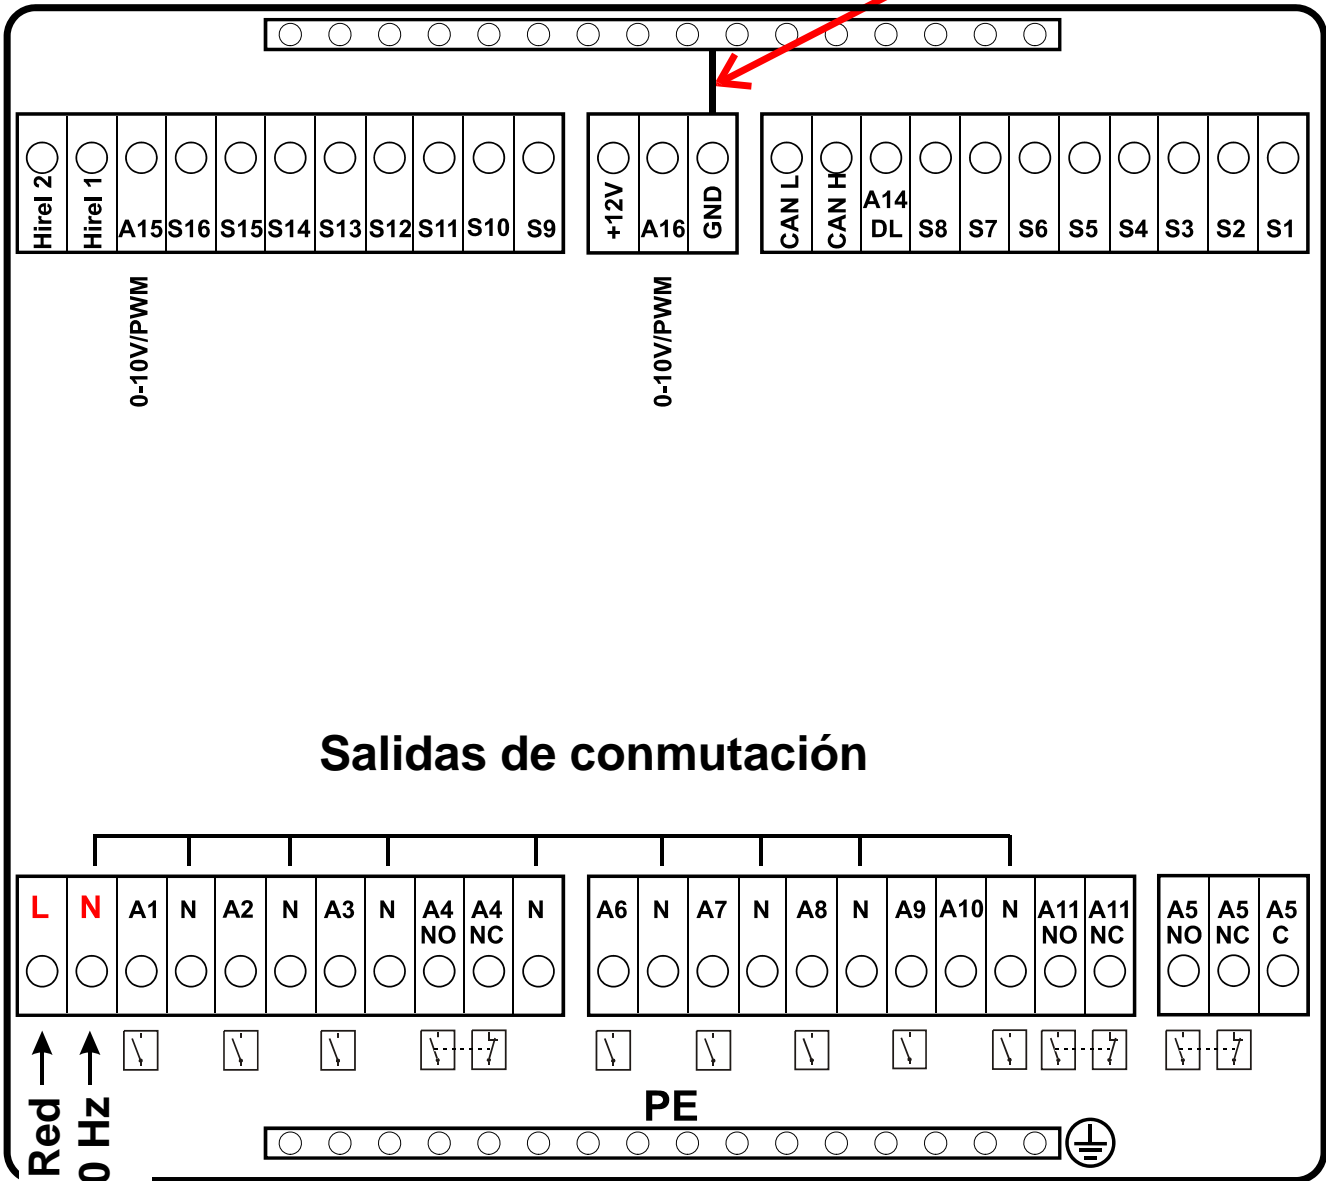 Hirel 2 Hirel 1 A15 S16 S15 S14 S13 S12 S11 S10 S9 +12V A16 GND CAN L CAN H A14 DL S8 S7 S6 S5 S4 S3 S2 S1
0-10V/PWM 0-10V/PWM
Salidas de conmutación
L N A1 N A2 N A3 N A4 NO A4 NC N A6 N A7 N A8 N A9 A10 N A11 NO A11 NC A5 NO A5 NC A5 C
PE
Red
0 Hz